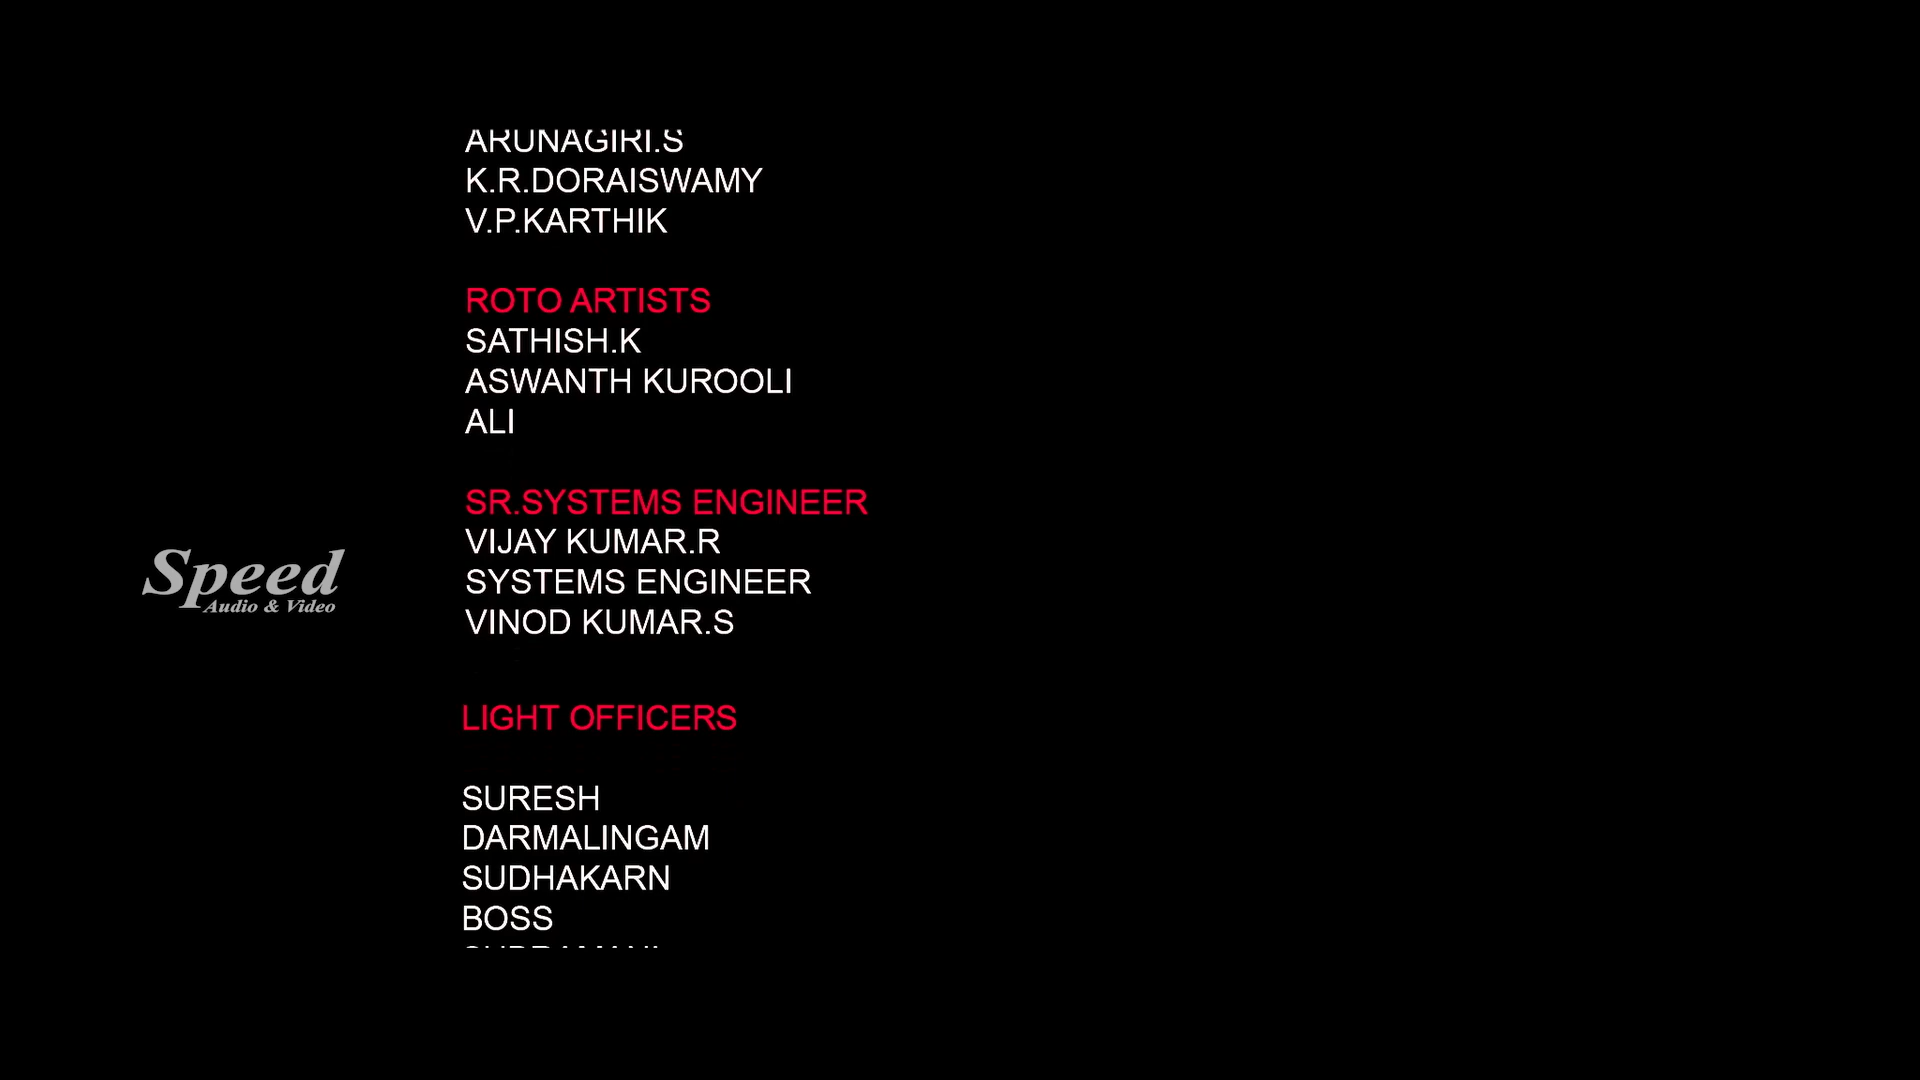 ARUNAGIRI.S
K.R.DORAISWAMY
V.P.KARTHIK
ROTO ARTISTS
SATHISH.K
ASWANTH KUROOLI
ALI
SR.SYSTEMS ENGINEER
VIJAY KUMAR.R
SYSTEMS ENGINEER
VINOD KUMAR.S
Speed
Audio & Video
LIGHT OFFICERS
SURESH
DARMALINGAM
SUDHAKARN
BOSS